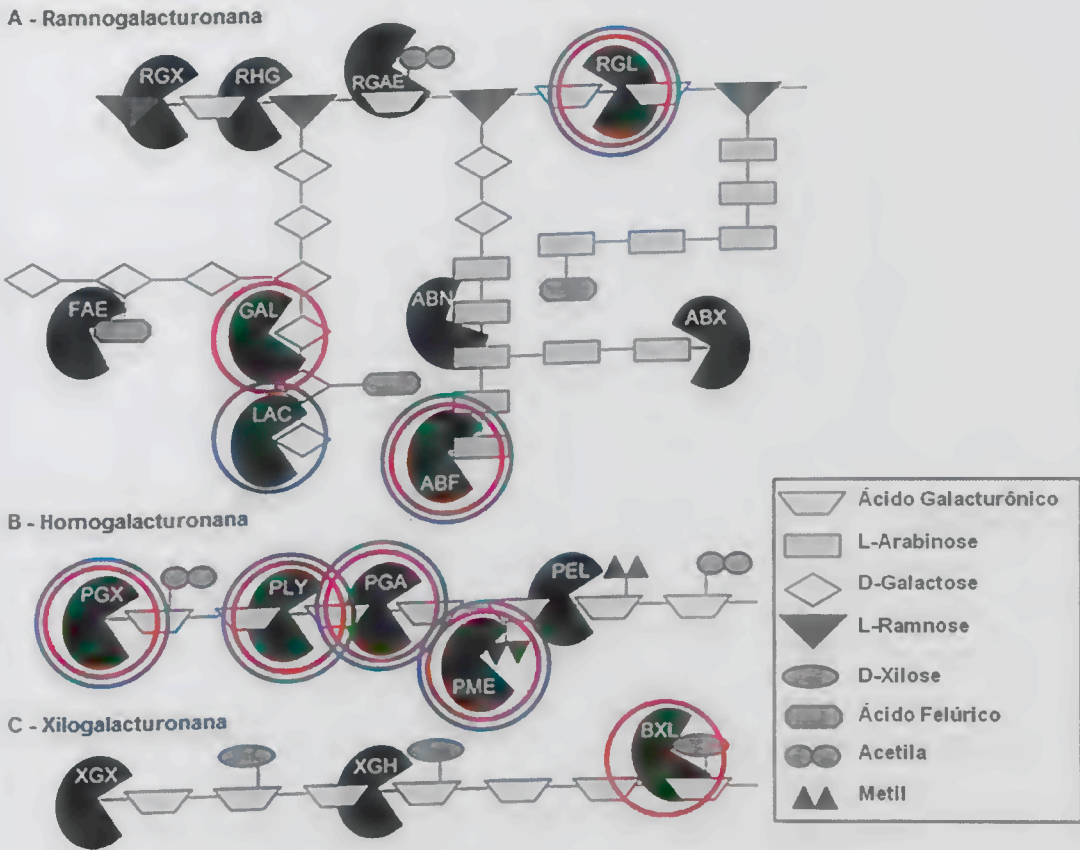 A - Ramnogalacturonana
RGX
RHG
RGAE
RGL
FAE
GAL
ABN
ABX
LAC
ABF
B - Homogalacturonana
PGX
PLY
PGA
PEL
PME
C - Xilogalacturonana
XGX
XGH
BXL
Ácido Galacturônico
L-Arabinose
D-Galactose
L-Ramnose
D-Xilose
Ácido Felúrico
Acetila
Metil